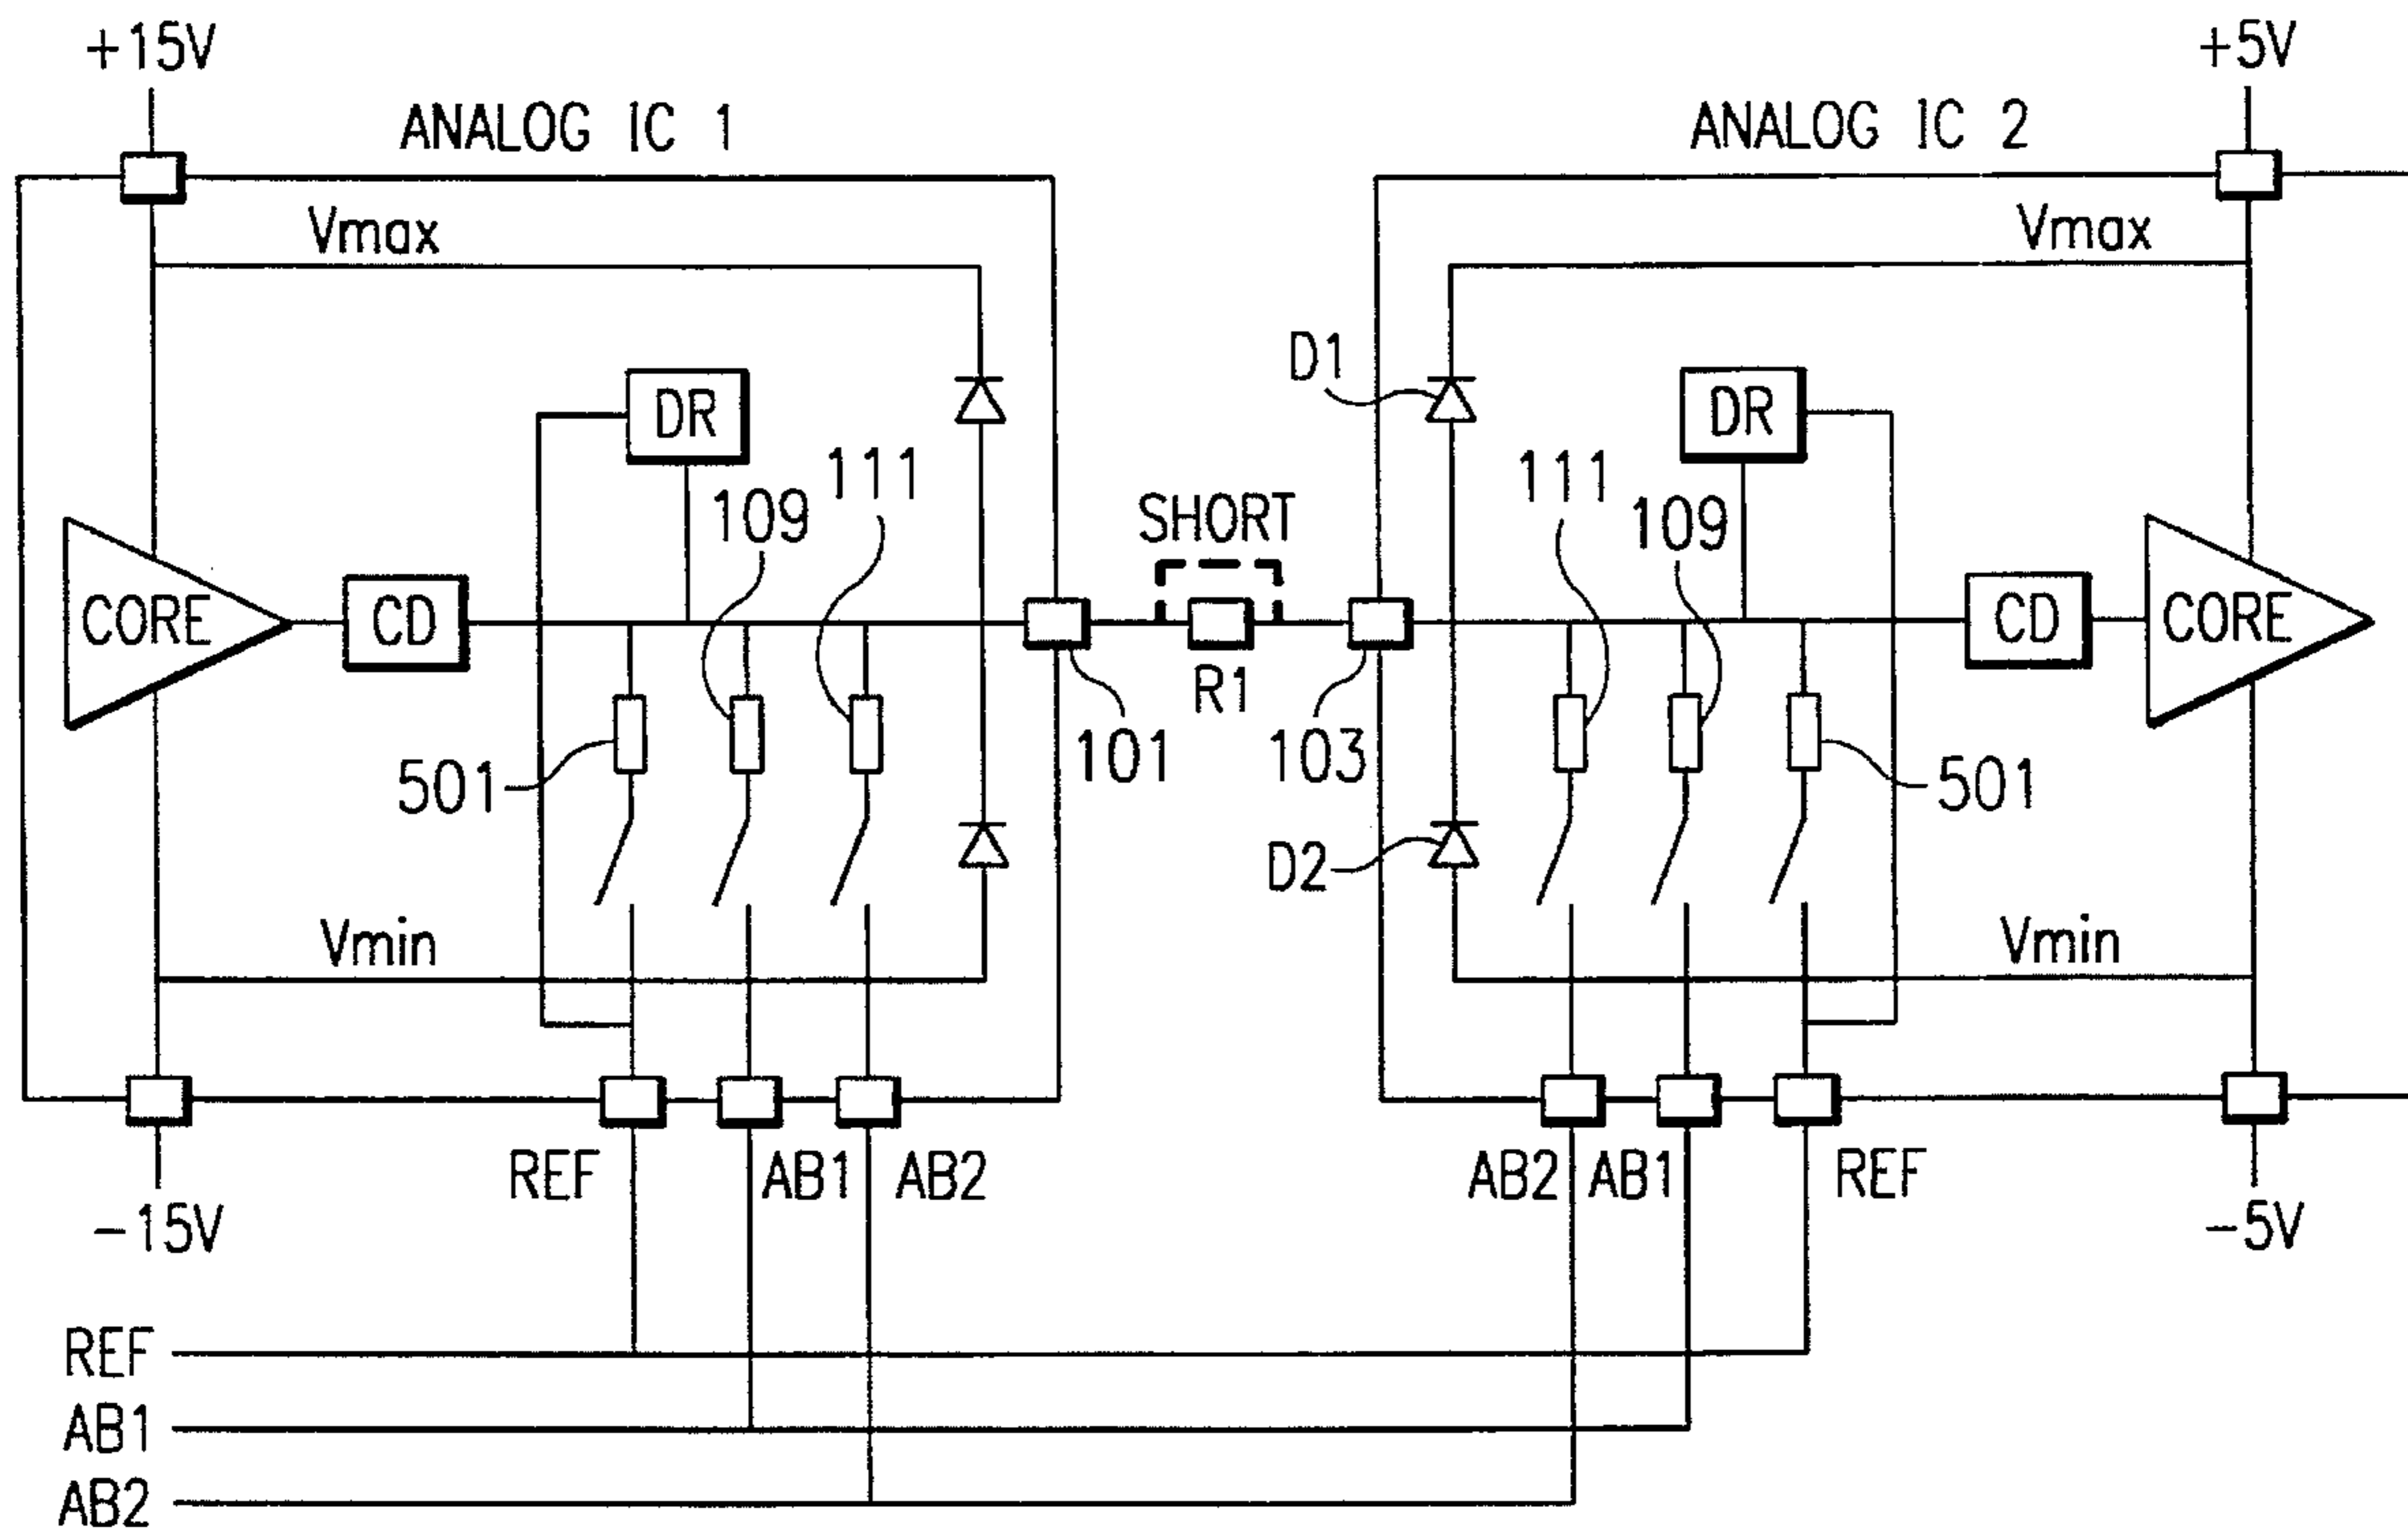 +15V
+5V
ANALOG IC 1
ANALOG IC 2
Vmax
Vmax
D1
DR
DR
109
111
SHORT
111
109
CORE
CD
CD
CORE
R1
501
101
103
501
D2
Vmin
Vmin
REF
AB1
AB2
AB2
AB1
REF
-15V
-5V
REF
AB1
AB2